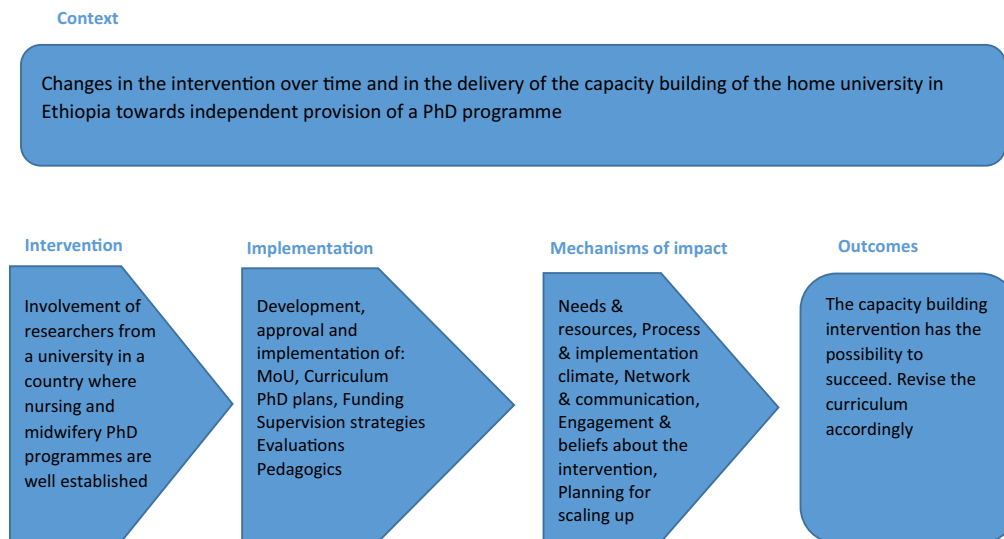 Context
Changes in the intervention over time and in the delivery of the capacity building of the home university in
Ethiopia towards independent provision of a PhD programme
Intervention
Involvement of
researchers from
a university in a
country where
nursing and
midwifery PhD
programmes are
well established
Implementation
Development,
approval and
implementation of:
MoU, Curriculum
PhD plans, Funding
Supervision strategies
Evaluations
Pedagogics
Mechanisms of impact
Needs &
resources, Process
& implementation
climate, Network
& communication,
Engagement &
beliefs about the
intervention,
Planning for
scaling up
Outcomes
The capacity building
intervention has the
possibility to
succeed. Revise the
curriculum
accordingly